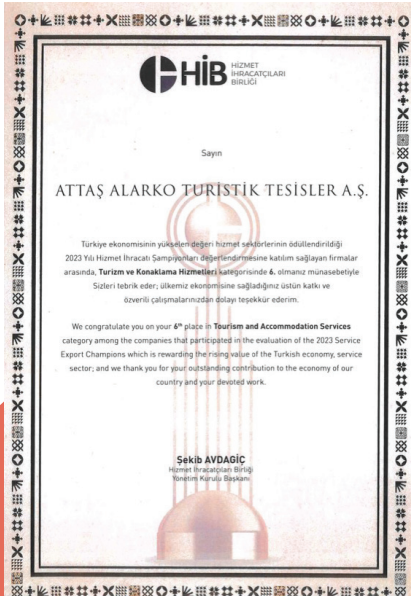 HİB HİZMET
İHRACATÇILARI
BİRLİĞİ
Sayın
ATTAŞ ALARKO TURİSTİK TESİSLER A.Ş.
Türkiye ekonomisinin yükselen değeri hizmet sektörlerinin ödüllendirildiği
2023 Yılı Hizmet İhracatı Şampiyonları değerlendirmesine katılım sağlayan firmalar
arasında, Turizm ve Konaklama Hizmetleri kategorisinde 6. olmanız münasebetiyle
Sizleri tebrik eder; ülkemiz ekonomisine sağladığınız üstün katkı ve
özverili çalışmalarınızdan dolayı teşekkür ederim.
We congratulate you on your 6th place in Tourism and Accommodation Services
category among the companies that participated in the evaluation of the 2023 Service
Export Champions which is rewarding the rising value of the Turkish economy, service
sector; and we thank you for your outstanding contribution to the economy of our
country and your devoted work.
Şekib AVDAGİÇ
Hizmet İhracatçıları Birliği
Yönetim Kurulu Başkanı